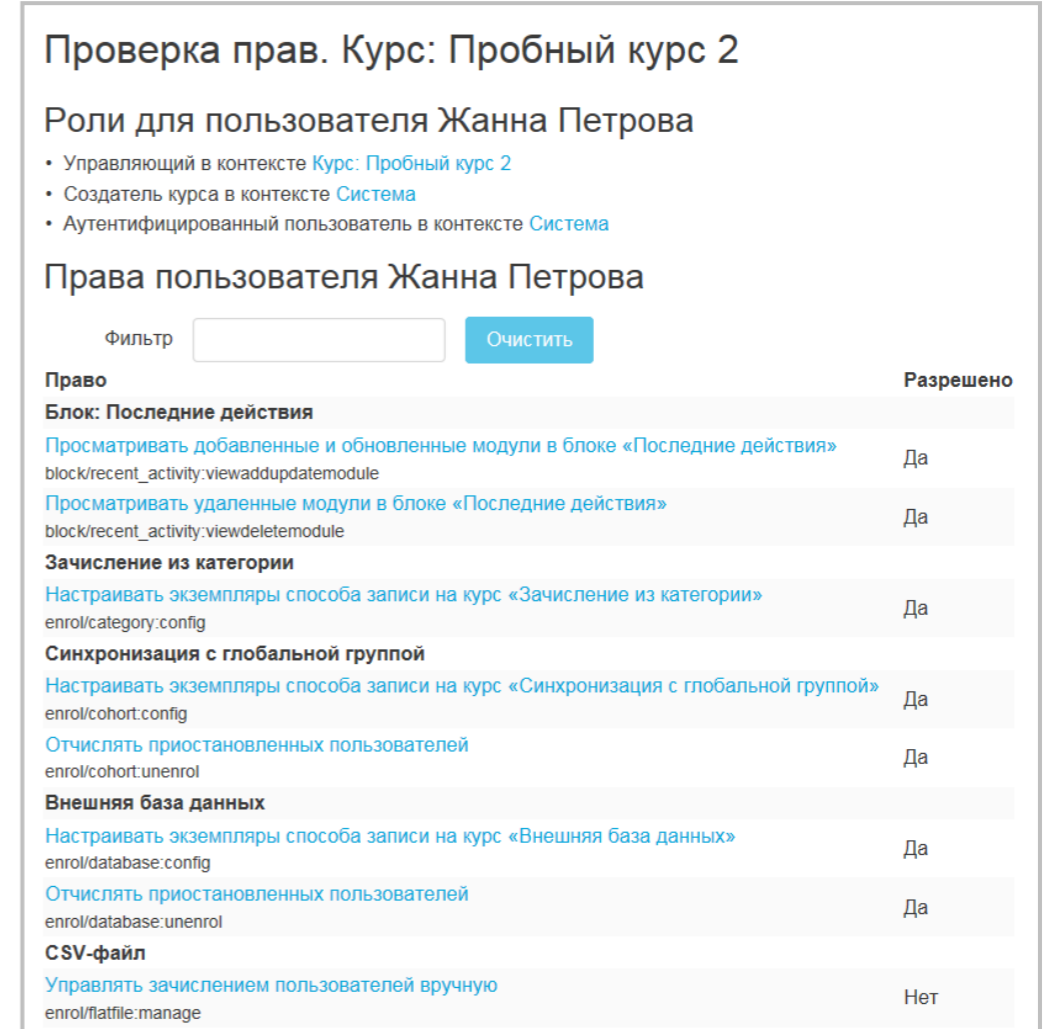 Проверка прав. Курс: Пробный курс 2
Роли для пользователя Жанна Петрова
• Управляющий в контексте Курс: Пробный курс 2
• Создатель курса в контексте Система
• Аутентифицированный пользователь в контексте Система
Права пользователя Жанна Петрова
Фильтр Очистить
Право Разрешено
Блок: Последние действия
Просматривать добавленные и обновленные модули в блоке «Последние действия»
block/recent_activity:viewaddupdatemodule
Да
Просматривать удаленные модули в блоке «Последние действия»
block/recent_activity:viewdeletemodule
Да
Зачисление из категории
Настраивать экземпляры способа записи на курс «Зачисление из категории»
enrol/category:config
Да
Синхронизация с глобальной группой
Настраивать экземпляры способа записи на курс «Синхронизация с глобальной группой»
enrol/cohort:config
Да
Отчислять приостановленных пользователей
enrol/cohort:unenrol
Да
Внешняя база данных
Настраивать экземпляры способа записи на курс «Внешняя база данных»
enrol/database:config
Да
Отчислять приостановленных пользователей
enrol/database:unenrol
Да
CSV-файл
Управлять зачислением пользователей вручную
enrol/flatfile:manage
Нет